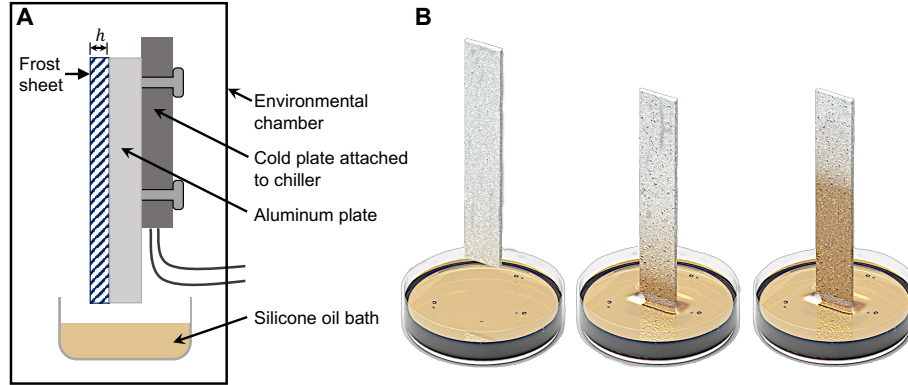 A
h
Frost
sheet
Environmental
chamber
Cold plate attached
to chiller
Aluminum plate
Silicone oil bath
B